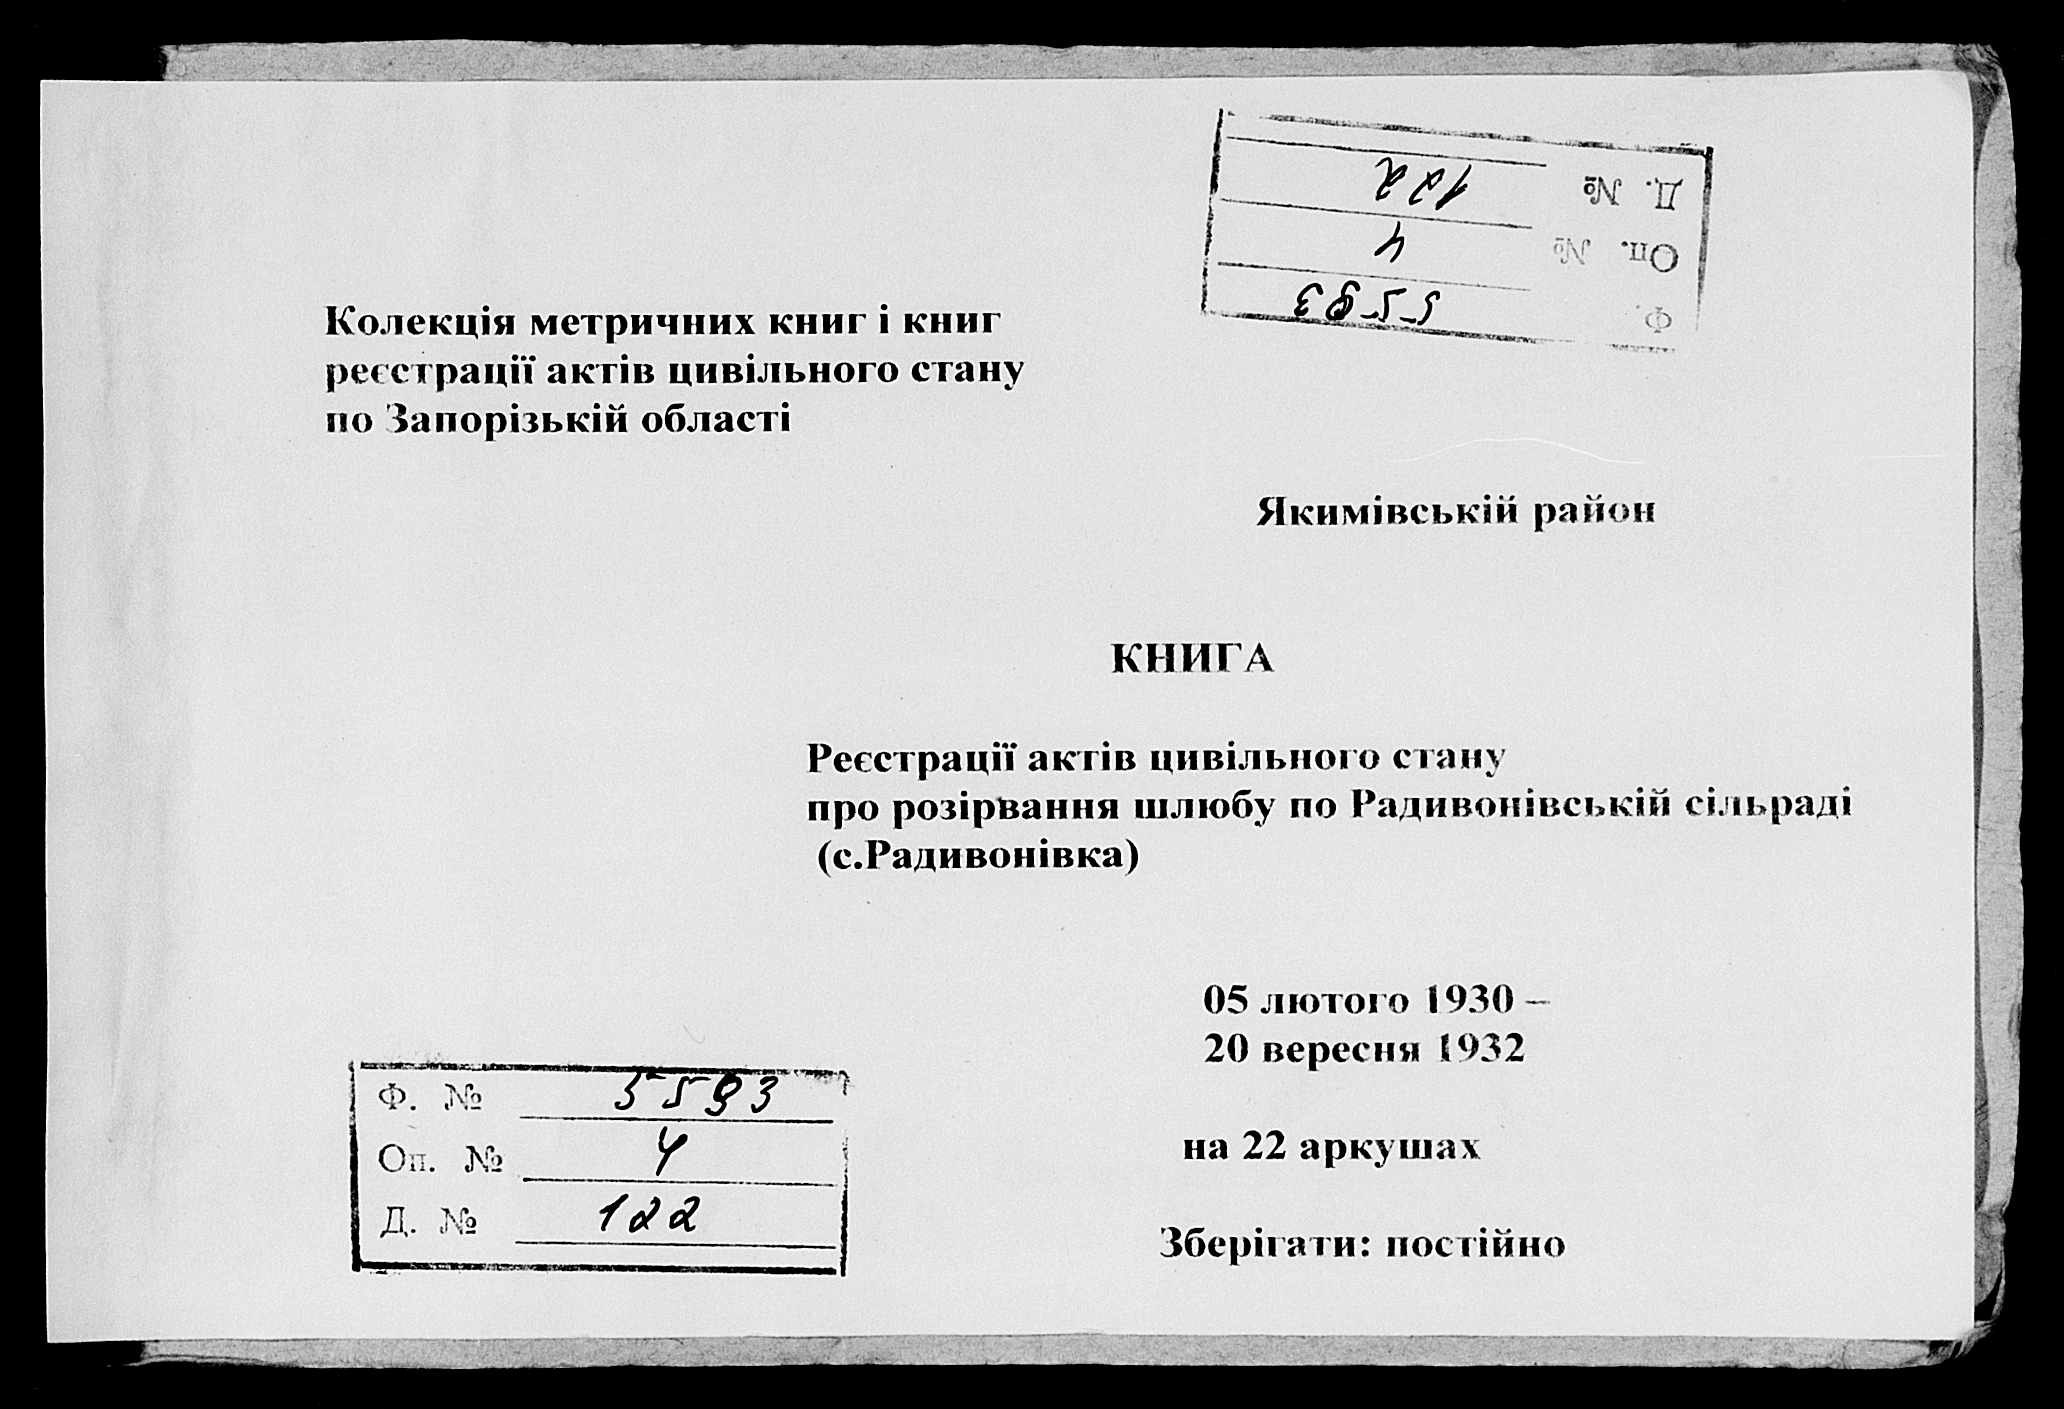 Д. № 122
Оп. № 4
Ф. 5593
Колекція метричних книг і книг
реєстрації актів цивільного стану
по Запорізькій області
Якимівській район
КНИГА
Реєстрації актів цивільного стану
про розірвання шлюбу по Радивонівській сільраді
(с.Радивонівка)
05 лютого 1930 –
20 вересня 1932
на 22 аркушах
Зберігати: постійно
Ф. № 5593
Оп. № 4
Д. № 122